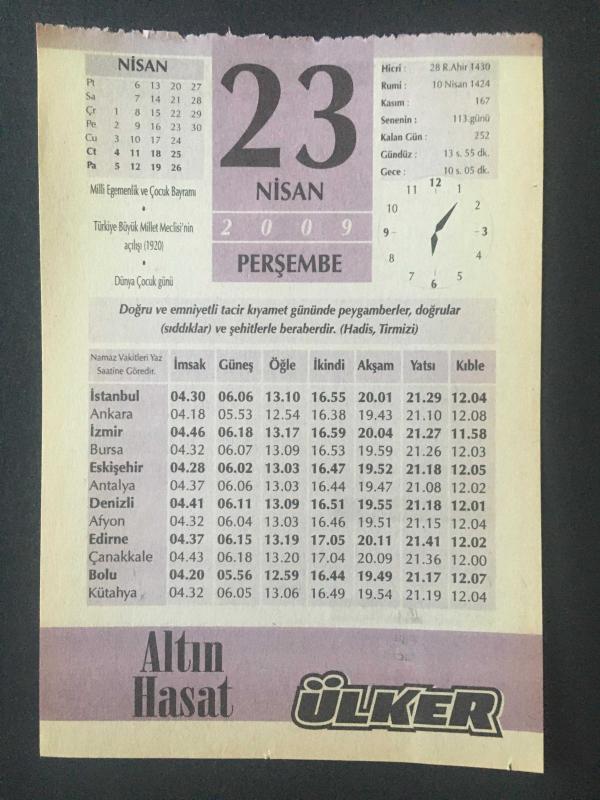 NİSAN
Pt 6 13 20 27
Sa 7 14 21 28
Çr 1 8 15 22 29
Pe 2 9 16 23 30
Cu 3 10 17 24
Ct 4 11 18 25
Pa 5 12 19 26
Milli Egemenlik ve Çocuk Bayramı
•
Türkiye Büyük Millet Meclisi'nin
açılışı (1920)
•
Dünya Çocuk günü
23
NİSAN
2 0 0 9
PERŞEMBE
Hicri : 28 R.Ahir 1430
Rumi : 10 Nisan 1424
Kasım : 167
Senenin : 113.günü
Kalan Gün : 252
Gündüz : 13 s. 55 dk.
Gece : 10 s. 05 dk.
11 12 1
10 2
9 3
8 4
7 6 5
Doğru ve emniyetli tacir kıyamet gününde peygamberler, doğrular
(sıddıklar) ve şehitlerle beraberdir. (Hadis, Tirmizi)
Namaz Vakitleri Yaz
Saatine Göredir.
İmsak Güneş Öğle İkindi Akşam Yatsı Kıble
İstanbul 04.30 06.06 13.10 16.55 20.01 21.29 12.04
Ankara 04.18 05.53 12.54 16.38 19.43 21.10 12.08
İzmir 04.46 06.18 13.17 16.59 20.04 21.27 11.58
Bursa 04.32 06.07 13.09 16.53 19.59 21.26 12.03
Eskişehir 04.28 06.02 13.03 16.47 19.52 21.18 12.05
Antalya 04.37 06.06 13.03 16.44 19.47 21.08 12.02
Denizli 04.41 06.11 13.09 16.51 19.55 21.18 12.01
Afyon 04.32 06.04 13.03 16.46 19.51 21.15 12.04
Edirne 04.37 06.15 13.19 17.05 20.11 21.41 12.02
Çanakkale 04.43 06.18 13.20 17.04 20.09 21.36 12.00
Bolu 04.20 05.56 12.59 16.44 19.49 21.17 12.07
Kütahya 04.32 06.05 13.06 16.49 19.54 21.19 12.04
Altın
Hasat
ÜLKER